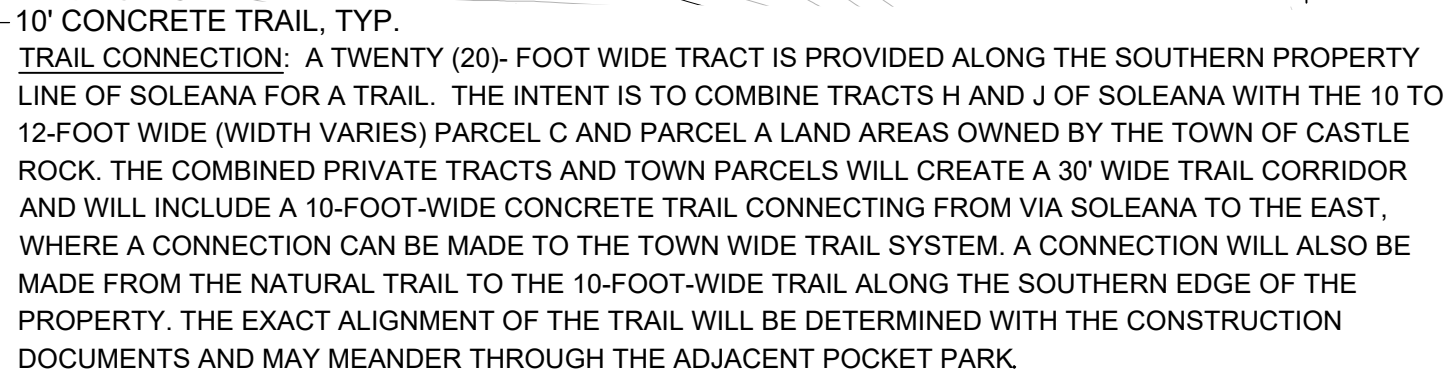 10' CONCRETE TRAIL, TYP.
TRAIL CONNECTION: A TWENTY (20)- FOOT WIDE TRACT IS PROVIDED ALONG THE SOUTHERN PROPERTY
LINE OF SOLEANA FOR A TRAIL. THE INTENT IS TO COMBINE TRACTS H AND J OF SOLEANA WITH THE 10 TO
12-FOOT WIDE (WIDTH VARIES) PARCEL C AND PARCEL A LAND AREAS OWNED BY THE TOWN OF CASTLE
ROCK. THE COMBINED PRIVATE TRACTS AND TOWN PARCELS WILL CREATE A 30' WIDE TRAIL CORRIDOR
AND WILL INCLUDE A 10-FOOT-WIDE CONCRETE TRAIL CONNECTING FROM VIA SOLEANA TO THE EAST,
WHERE A CONNECTION CAN BE MADE TO THE TOWN WIDE TRAIL SYSTEM. A CONNECTION WILL ALSO BE
MADE FROM THE NATURAL TRAIL TO THE 10-FOOT-WIDE TRAIL ALONG THE SOUTHERN EDGE OF THE
PROPERTY. THE EXACT ALIGNMENT OF THE TRAIL WILL BE DETERMINED WITH THE CONSTRUCTION
DOCUMENTS AND MAY MEANDER THROUGH THE ADJACENT POCKET PARK.